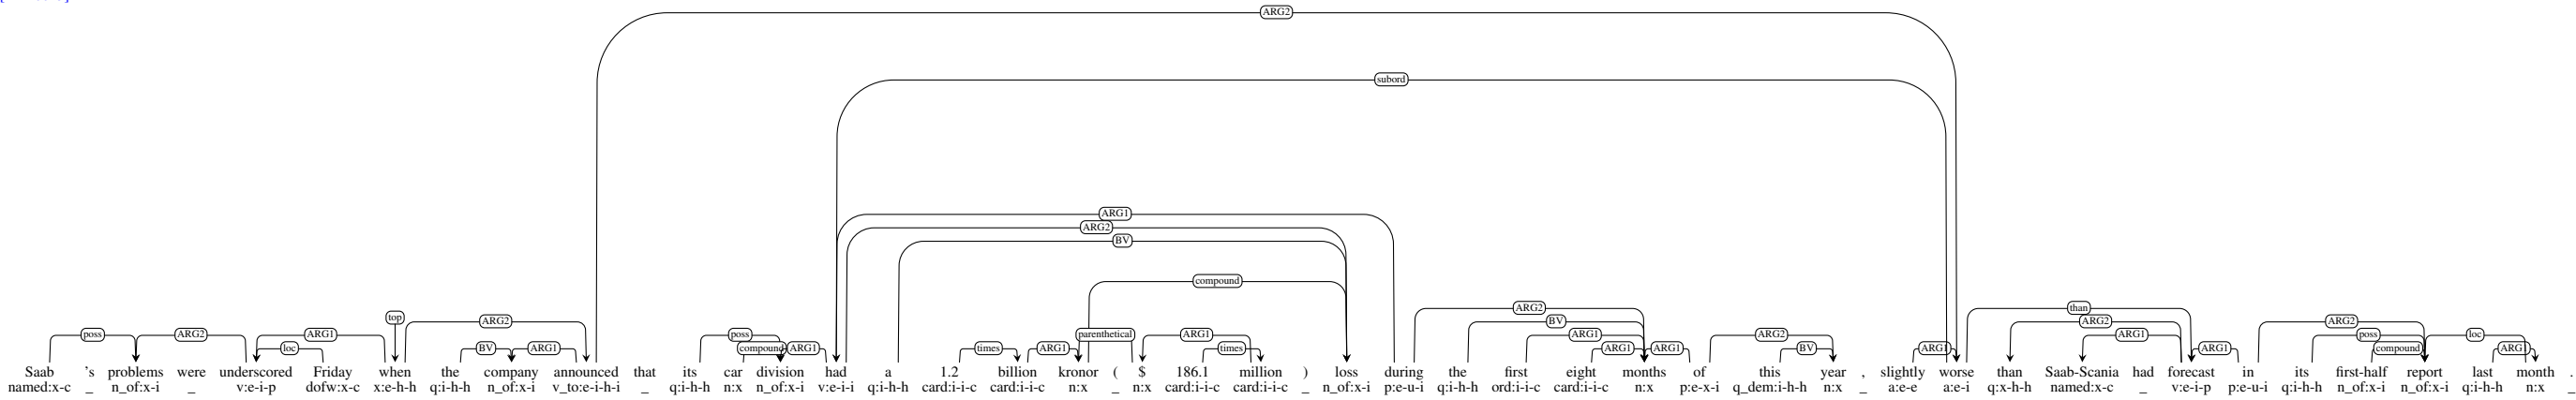 ARG2
subord
ARG1
ARG2
BV
compound
top
ARG2
than
ARG2
BV
ARG2
poss
ARG2
ARG1
poss
parenthetical
ARG1
ARG1
ARG2
ARG1
poss
loc
loc
BV
ARG1
compound
ARG1
times
ARG1
times
ARG1
ARG1
BV
ARG1
ARG1
compound
ARG1
Saab 's problems were underscored Friday when the company announced that its car division had a 1.2 billion kronor ( $ 186.1 million ) loss during the first eight months of this year , slightly worse than Saab-Scania had forecast in its first-half report last month .
named:x-c _ n_of:x-i _ v:e-i-p dofw:x-c x:e-h-h q:i-h-h n_of:x-i v_to:e-i-h-i _ q:i-h-h n:x n_of:x-i v:e-i-i q:i-h-h card:i-i-c card:i-i-c n:x _ n:x card:i-i-c card:i-i-c _ n_of:x-i p:e-u-i q:i-h-h ord:i-i-c card:i-i-c n:x p:e-x-i q_dem:i-h-h n:x _ a:e-e a:e-i q:x-h-h named:x-c _ v:e-i-p p:e-u-i q:i-h-h n_of:x-i n_of:x-i q:i-h-h n:x _